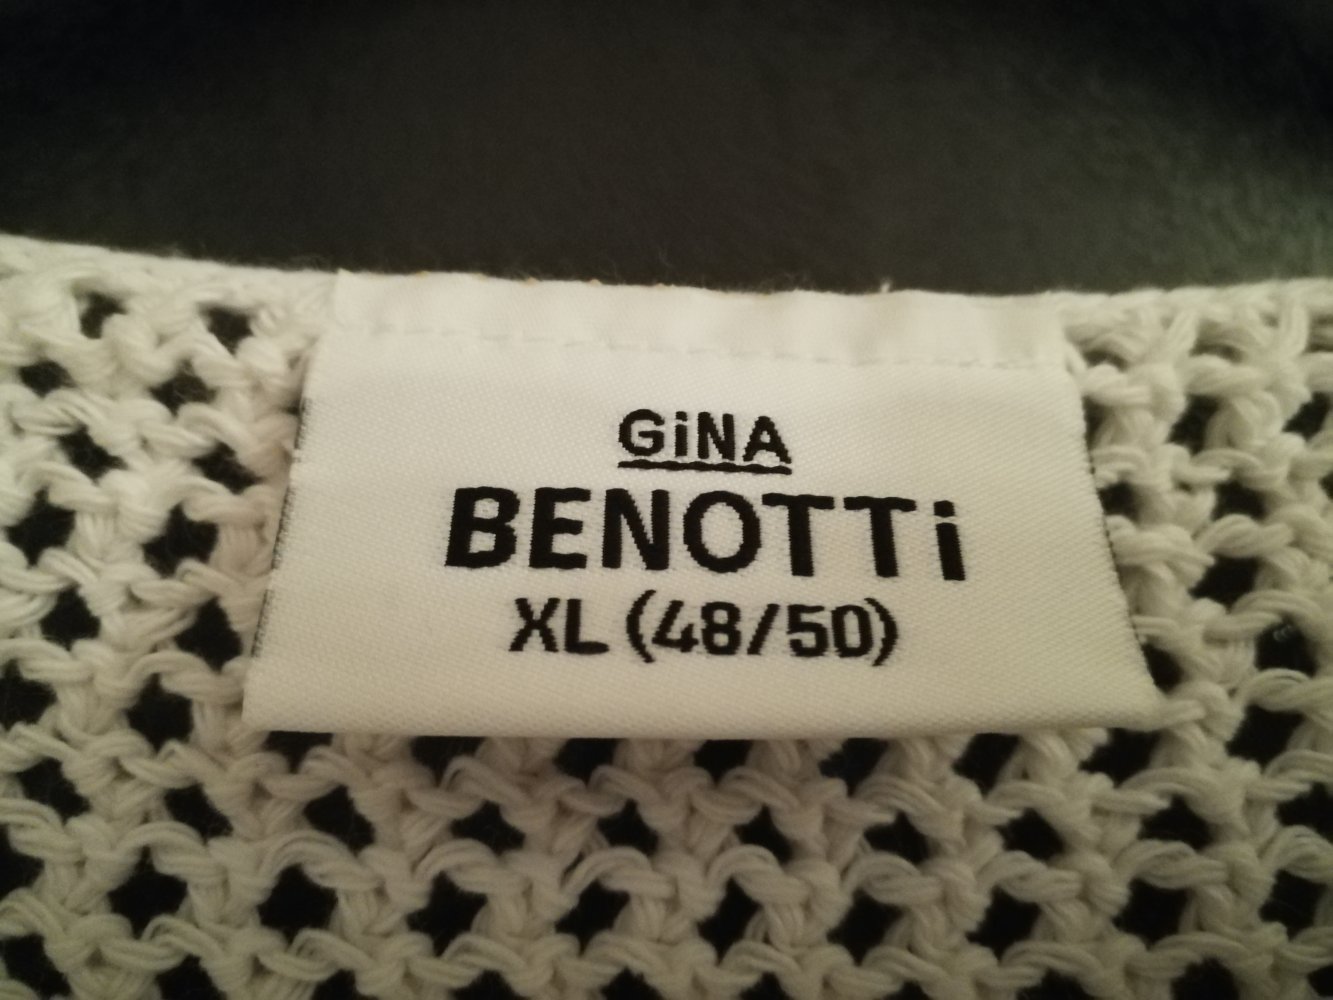 GiNA
BENOTTi
XL (48/50)